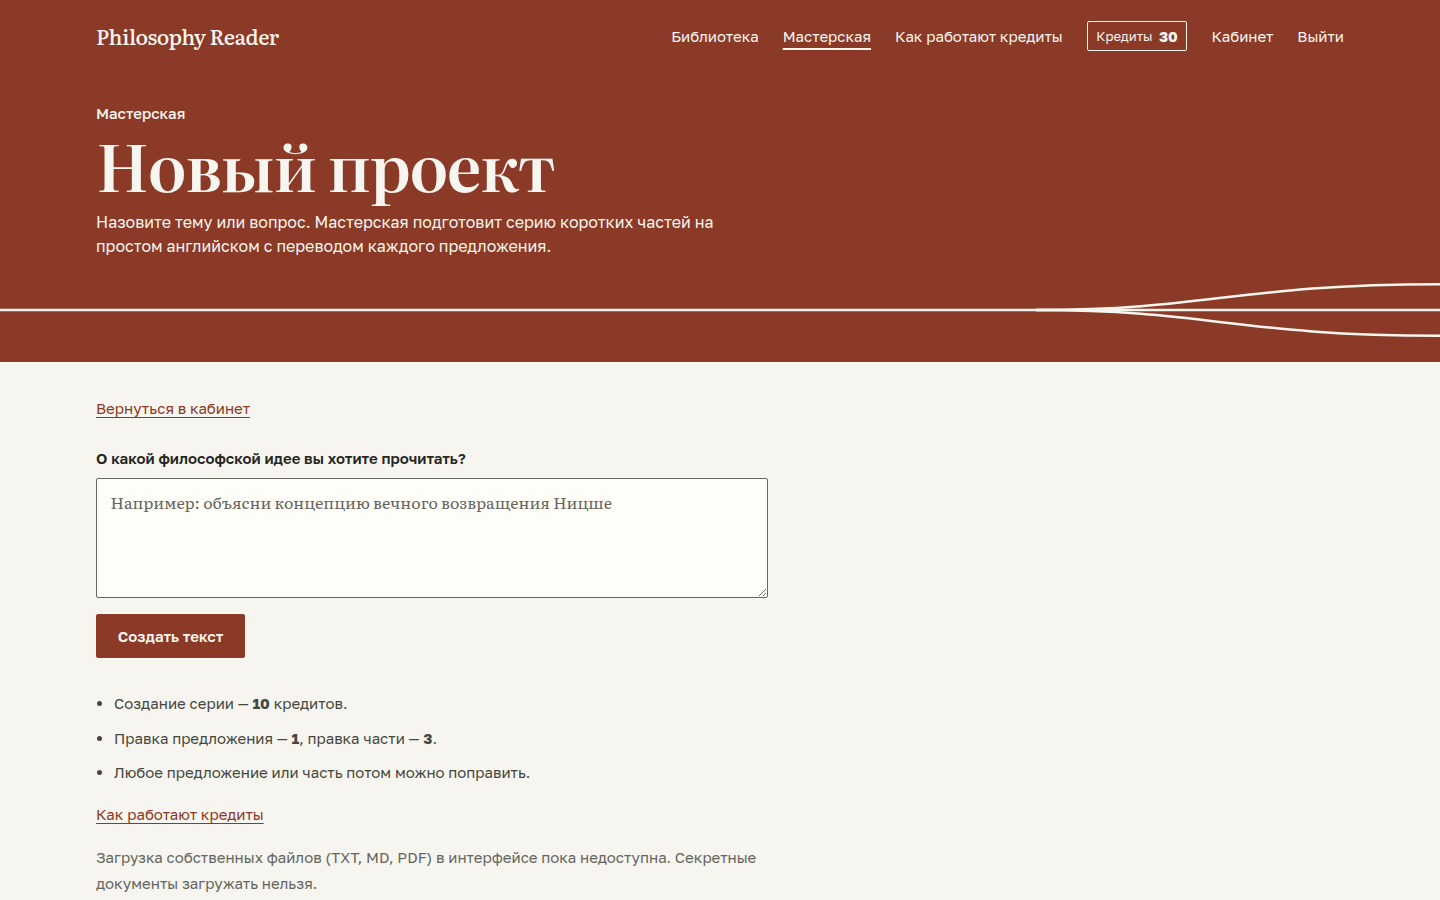 Philosophy Reader
Библиотека Мастерская Как работают кредиты Кредиты 30 Кабинет Выйти
Мастерская
Новый проект
Назовите тему или вопрос. Мастерская подготовит серию коротких частей на
простом английском с переводом каждого предложения.
Вернуться в кабинет
О какой философской идее вы хотите прочитать?
Например: объясни концепцию вечного возвращения Ницше
Создать текст
• Создание серии — 10 кредитов.
• Правка предложения — 1, правка части — 3.
• Любое предложение или часть потом можно поправить.
Как работают кредиты
Загрузка собственных файлов (TXT, MD, PDF) в интерфейсе пока недоступна. Секретные
документы загружать нельзя.